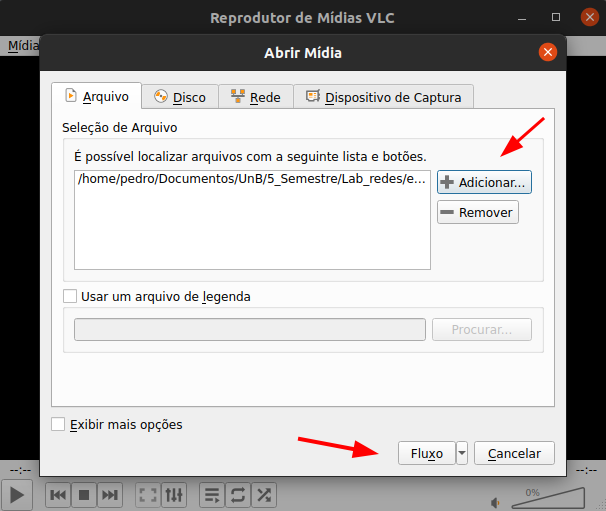 Reprodutor de Mídias VLC
Mídia
Abrir Mídia
Arquivo
Disco
Rede
Dispositivo de Captura
Seleção de Arquivo
É possível localizar arquivos com a seguinte lista e botões.
/home/pedro/Documentos/UnB/5_Semestre/Lab_redes/e...
Adicionar...
Remover
Usar um arquivo de legenda
Procurar...
Exibir mais opções
Fluxo
Cancelar
--:--
--:--
0%